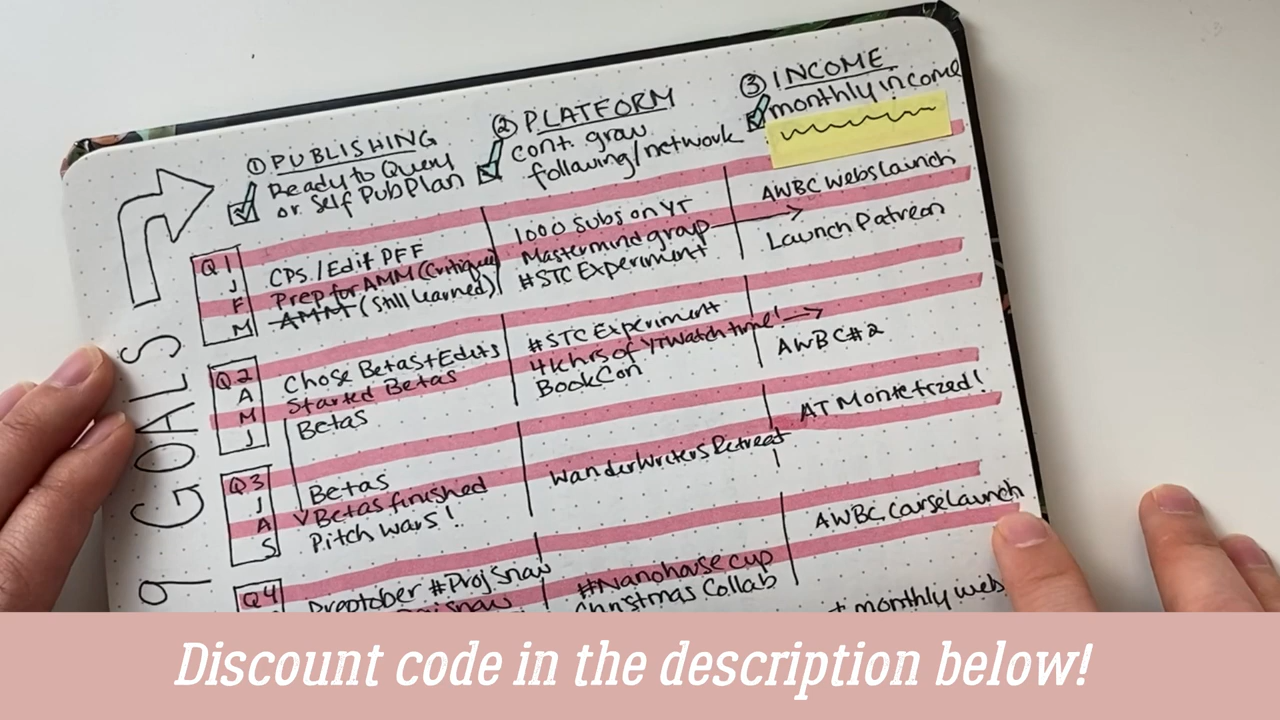 ① PUBLISHING
Ready to Query
or Self Pub Plan
② PLATFORM
cont. grow
following/network
③ INCOME
monthly income
9 GOALS
Q1
J
F
M
CPs./Edit PFF
Prep for AMM (Critiques)
AMM (Still learned)
1000 Subs on YT
Mastermind group
#STC Experiment
AWBC webs launch
Launch Patreon
Q2
A
M
J
Chose Betas + Edits
Started Betas
Betas
#STC Experiment
4k hrs of YT Watch time!
BookCon
AWBC #2
Q3
J
A
S
Betas
Betas finished
Pitch Wars!
WanderWriters Retreat
AT Montetized!
Q4
Preptober #ProjSnaw
#Nanohouse cup
Christmas Collab
AWBC course launch
monthly web
Discount code in the description below!